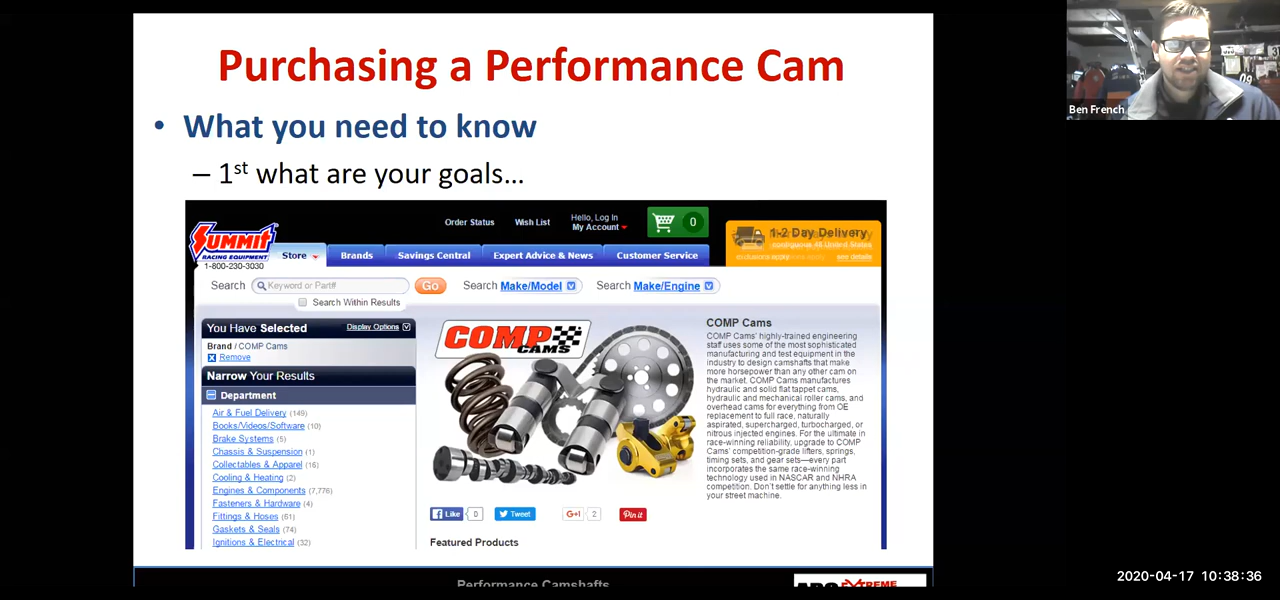 Purchasing a Performance Cam
• What you need to know
– 1st what are your goals...
Order Status
Wish List
Hello, Log In
My Account
0
1-2 Day Delivery
contiguous 48 United States
exclusions apply
see details
SUMMIT
RACING EQUIPMENT
1-800-230-3030
Store
Brands
Savings Central
Expert Advice & News
Customer Service
Search
Keyword or Part#
Go
Search Make/Model
Search Make/Engine
Search Within Results
You Have Selected
Display Options
Brand / COMP Cams
Remove
Narrow Your Results
Department
Air & Fuel Delivery (149)
Books/Videos/Software (10)
Brake Systems (5)
Chassis & Suspension (1)
Collectables & Apparel (16)
Cooling & Heating (2)
Engines & Components (7,776)
Fasteners & Hardware (4)
Fittings & Hoses (61)
Gaskets & Seals (74)
Ignitions & Electrical (32)
COMP
CAMS
COMP Cams
COMP Cams' highly-trained engineering
staff uses some of the most sophisticated
manufacturing and test equipment in the
industry to design camshafts that make
more horsepower than any other cam on
the market. COMP Cams manufactures
hydraulic and solid flat tappet cams,
hydraulic and mechanical roller cams, and
overhead cams for everything from OE
replacement to full race, naturally
aspirated, supercharged, turbocharged, or
nitrous injected engines. For the ultimate in
race-winning reliability, upgrade to COMP
Cams' competition-grade lifters, springs,
timing sets, and gear sets—every part
incorporates the same race-winning
technology used in NASCAR and NHRA
competition. Don't settle for anything less in
your street machine.
Like
0
Tweet
G+1
2
Pin it
Featured Products
Performance Camshafts
Ben French
2020-04-17 10:38:36